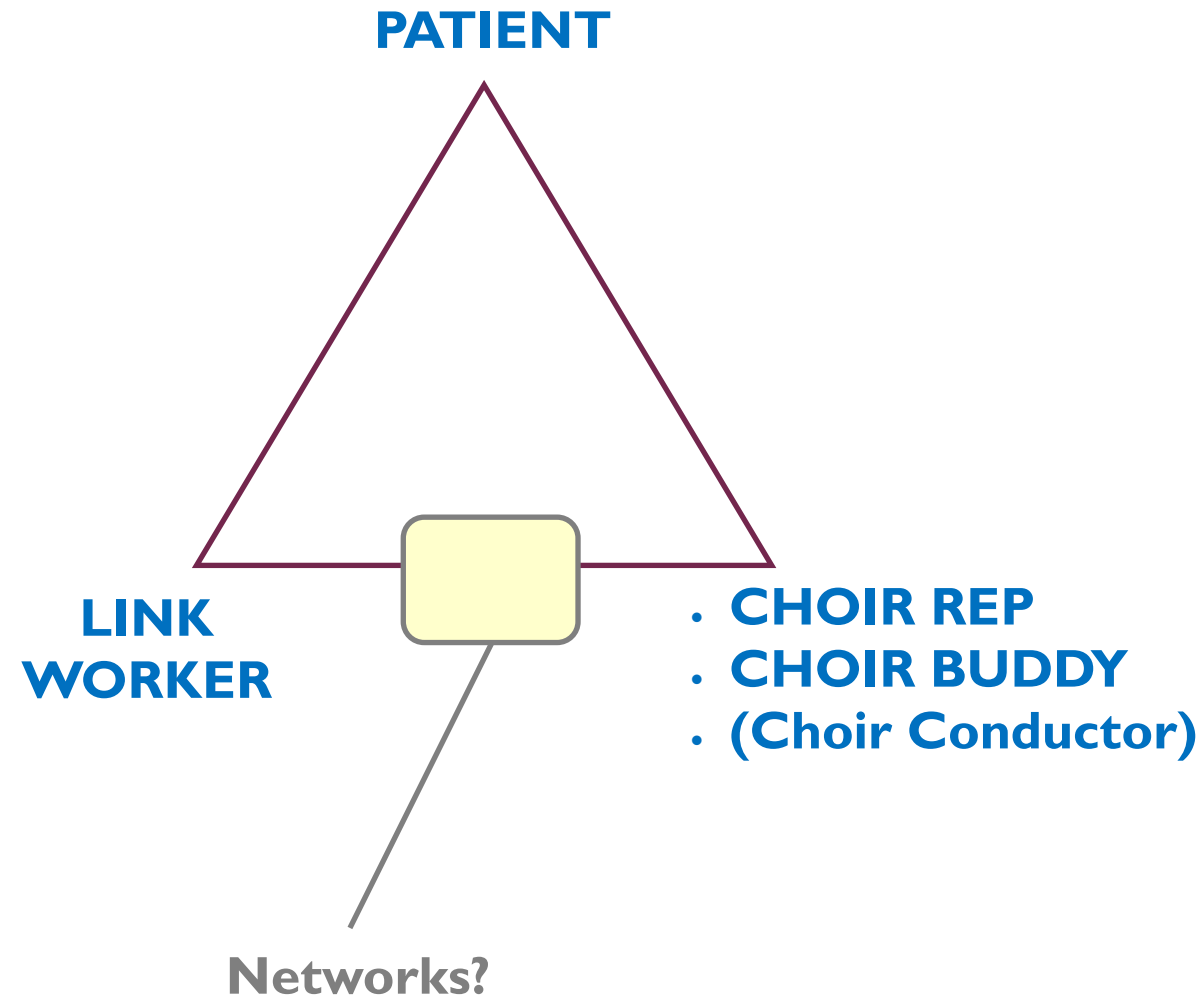 PATIENT
LINK
WORKER
• CHOIR REP
• CHOIR BUDDY
• (Choir Conductor)
Networks?